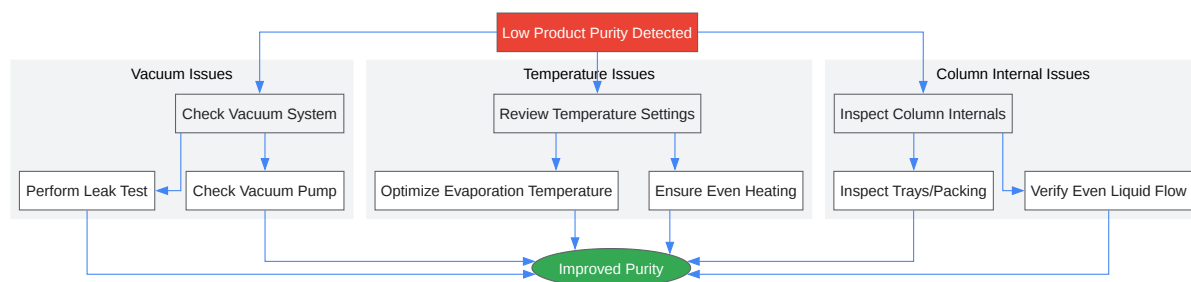 Low Product Purity Detected
Vacuum Issues
Temperature Issues
Column Internal Issues
Check Vacuum System
Review Temperature Settings
Inspect Column Internals
Perform Leak Test
Check Vacuum Pump
Optimize Evaporation Temperature
Ensure Even Heating
Inspect Trays/Packing
Verify Even Liquid Flow
Improved Purity